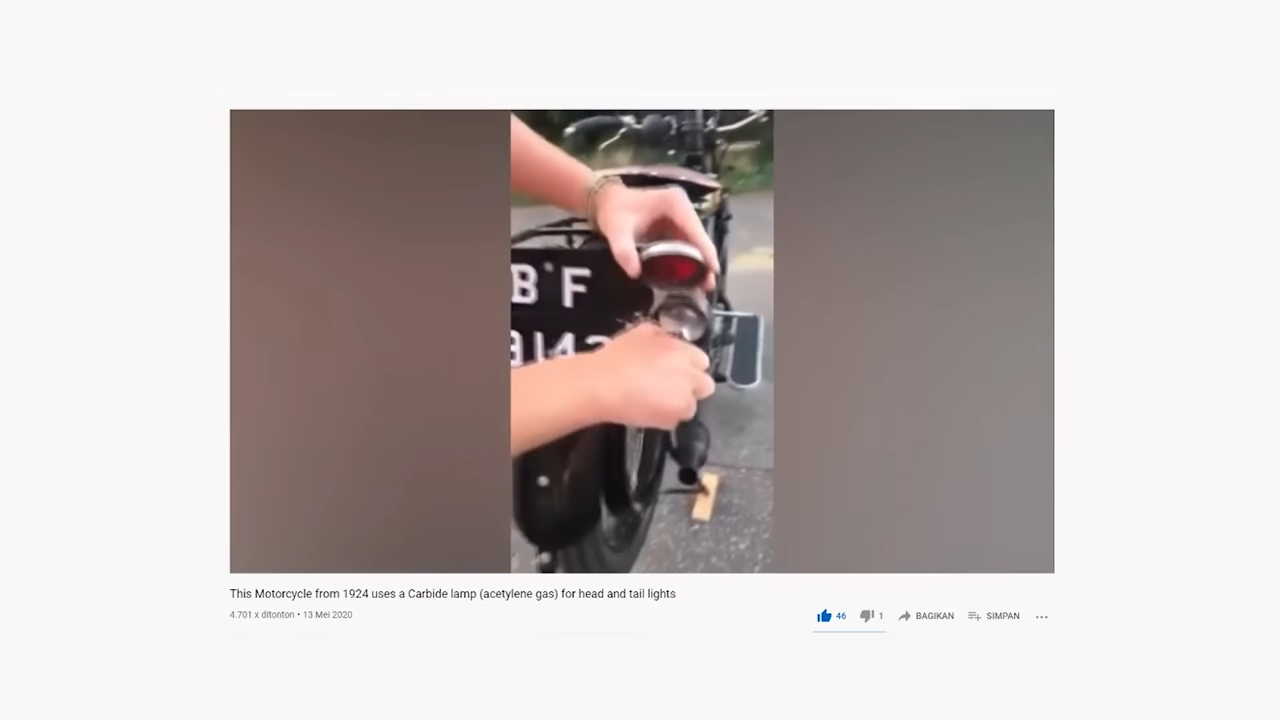 B F
9143
This Motorcycle from 1924 uses a Carbide lamp (acetylene gas) for head and tail lights
4.701 x ditonton • 13 Mei 2020
46 1 BAGIKAN SIMPAN